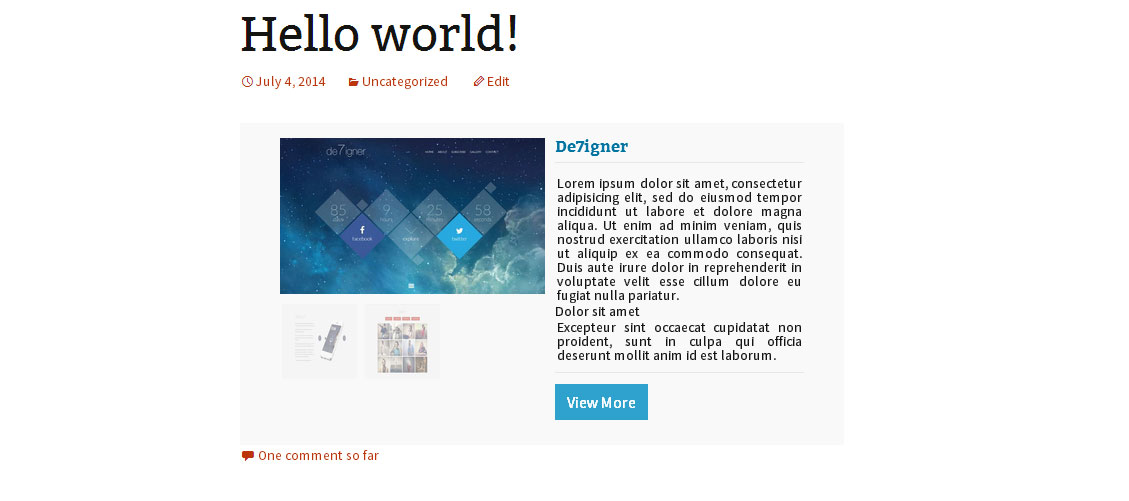 Hello world!
July 4, 2014 Uncategorized Edit
de7igner
HOME ABOUT SUBSCRIBE GALLERY CONTACT
85 9 25 58
hours minutes seconds
facebook explore twitter
De7igner
Lorem ipsum dolor sit amet, consectetur
adipisicing elit, sed do eiusmod tempor
incididunt ut labore et dolore magna
aliqua. Ut enim ad minim veniam, quis
nostrud exercitation ullamco laboris nisi
ut aliquip ex ea commodo consequat.
Duis aute irure dolor in reprehenderit in
voluptate velit esse cillum dolore eu
fugiat nulla pariatur.
Dolor sit amet
Excepteur sint occaecat cupidatat non
proident, sunt in culpa qui officia
deserunt mollit anim id est laborum.
View More
One comment so far